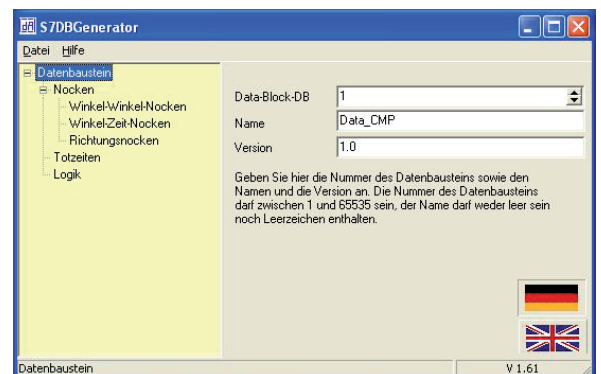 S7DBGenerator
Datei Hilfe
Datenbaustein
Nocken
Winkel-Winkel-Nocken
Winkel-Zeit-Nocken
Richtungsnocken
Totzeiten
Logik
Data-Block-DB 1
Name Data_CMP
Version 1.0
Geben Sie hier die Nummer des Datenbausteins sowie den
Namen und die Version an. Die Nummer des Datenbausteins
darf zwischen 1 und 65535 sein, der Name darf weder leer sein
noch Leerzeichen enthalten.
Datenbaustein V 1.61